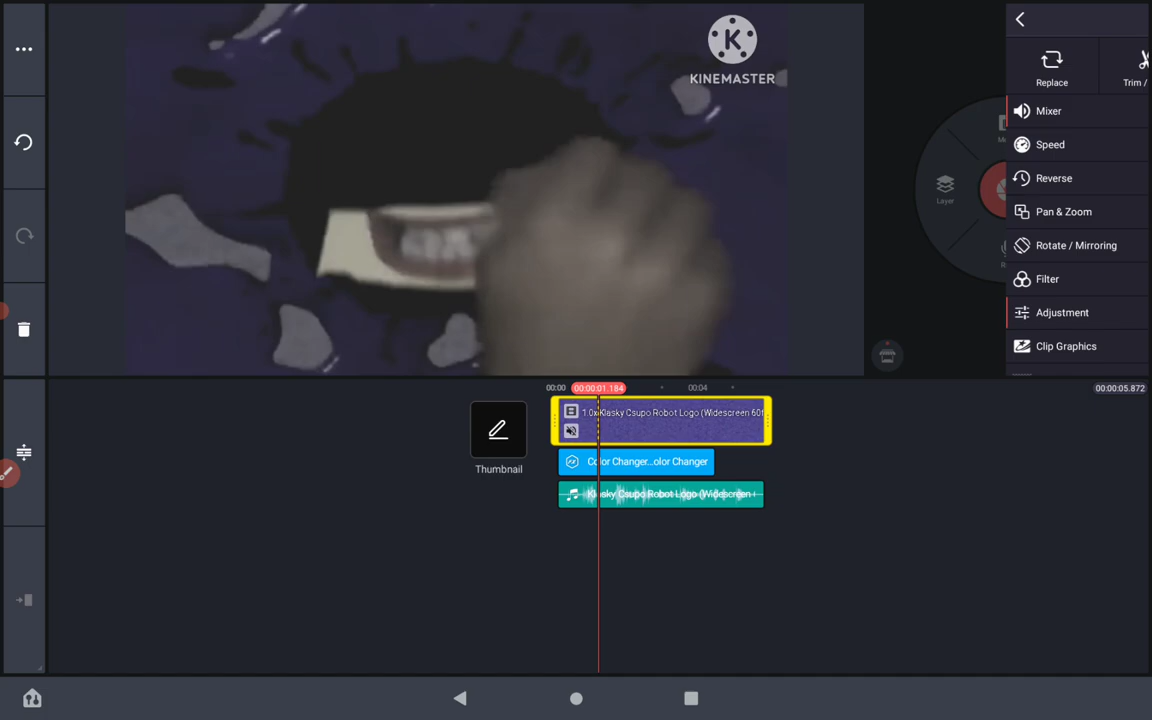 K
KINEMASTER
Replace
Trim /
Mixer
Speed
Reverse
Pan & Zoom
Rotate / Mirroring
Filter
Adjustment
Clip Graphics
Layer
00:00
00:00:01.184
00:04
00:00:05.872
Thumbnail
1.0x Klasky Csupo Robot Logo (Widescreen 60f
Color Changer...olor Changer
Klasky Csupo Robot Logo (Widescreen